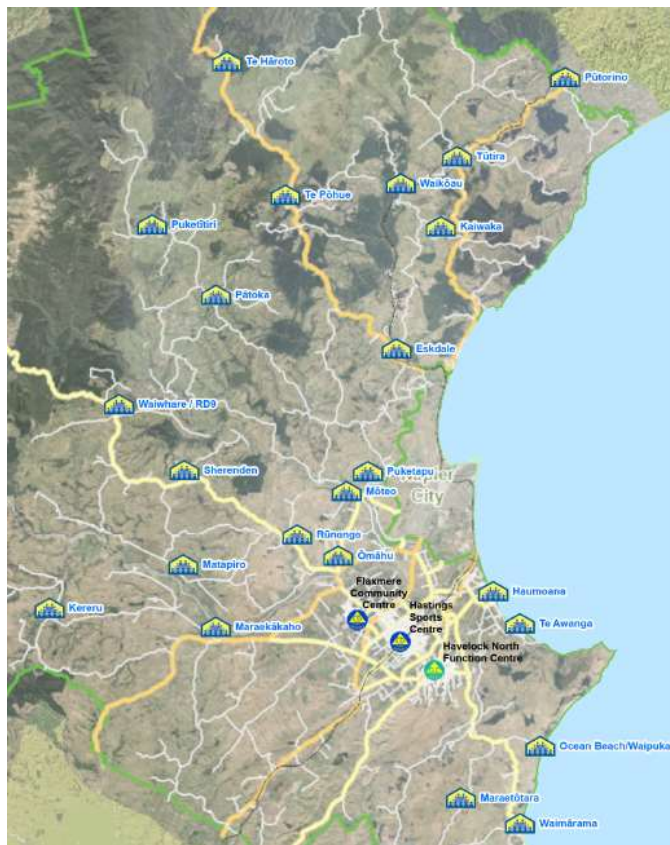 Te Hāroto
Pūtorino
Tūtira
Waikōau
Te Pōhue
Puketitiri
Kaiwaka
Pātoka
Eskdale
Waiwhare / RD9
Sherenden
Puketapu
Napier
City
Mōteo
Rūnongo
Ōmāhu
Matapiro
Flaxmere
Community
Centre
Haumoana
Kereru
Hastings
Sports
Centre
Maraekākaho
Te Awanga
Havelock North
Function Centre
Ocean Beach/Waipuka
Maraetōtara
Waimārama